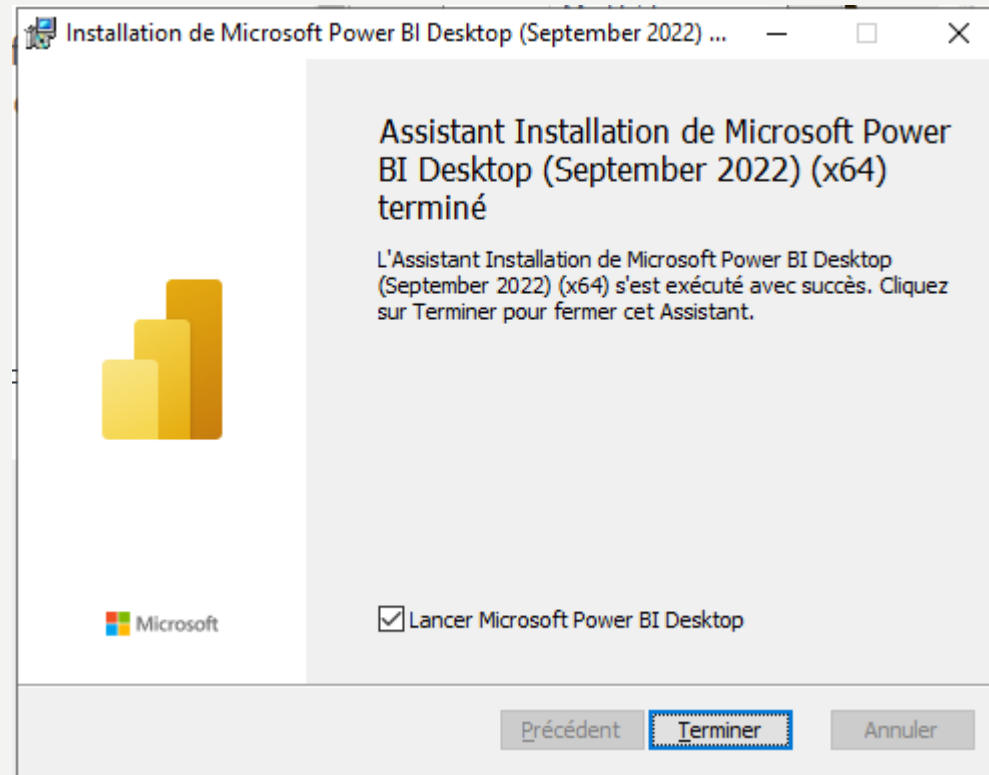 Installation de Microsoft Power BI Desktop (September 2022) ...
Assistant Installation de Microsoft Power
BI Desktop (September 2022) (x64)
terminé
L'Assistant Installation de Microsoft Power BI Desktop
(September 2022) (x64) s'est exécuté avec succès. Cliquez
sur Terminer pour fermer cet Assistant.
Microsoft
Lancer Microsoft Power BI Desktop
Précédent
Terminer
Annuler